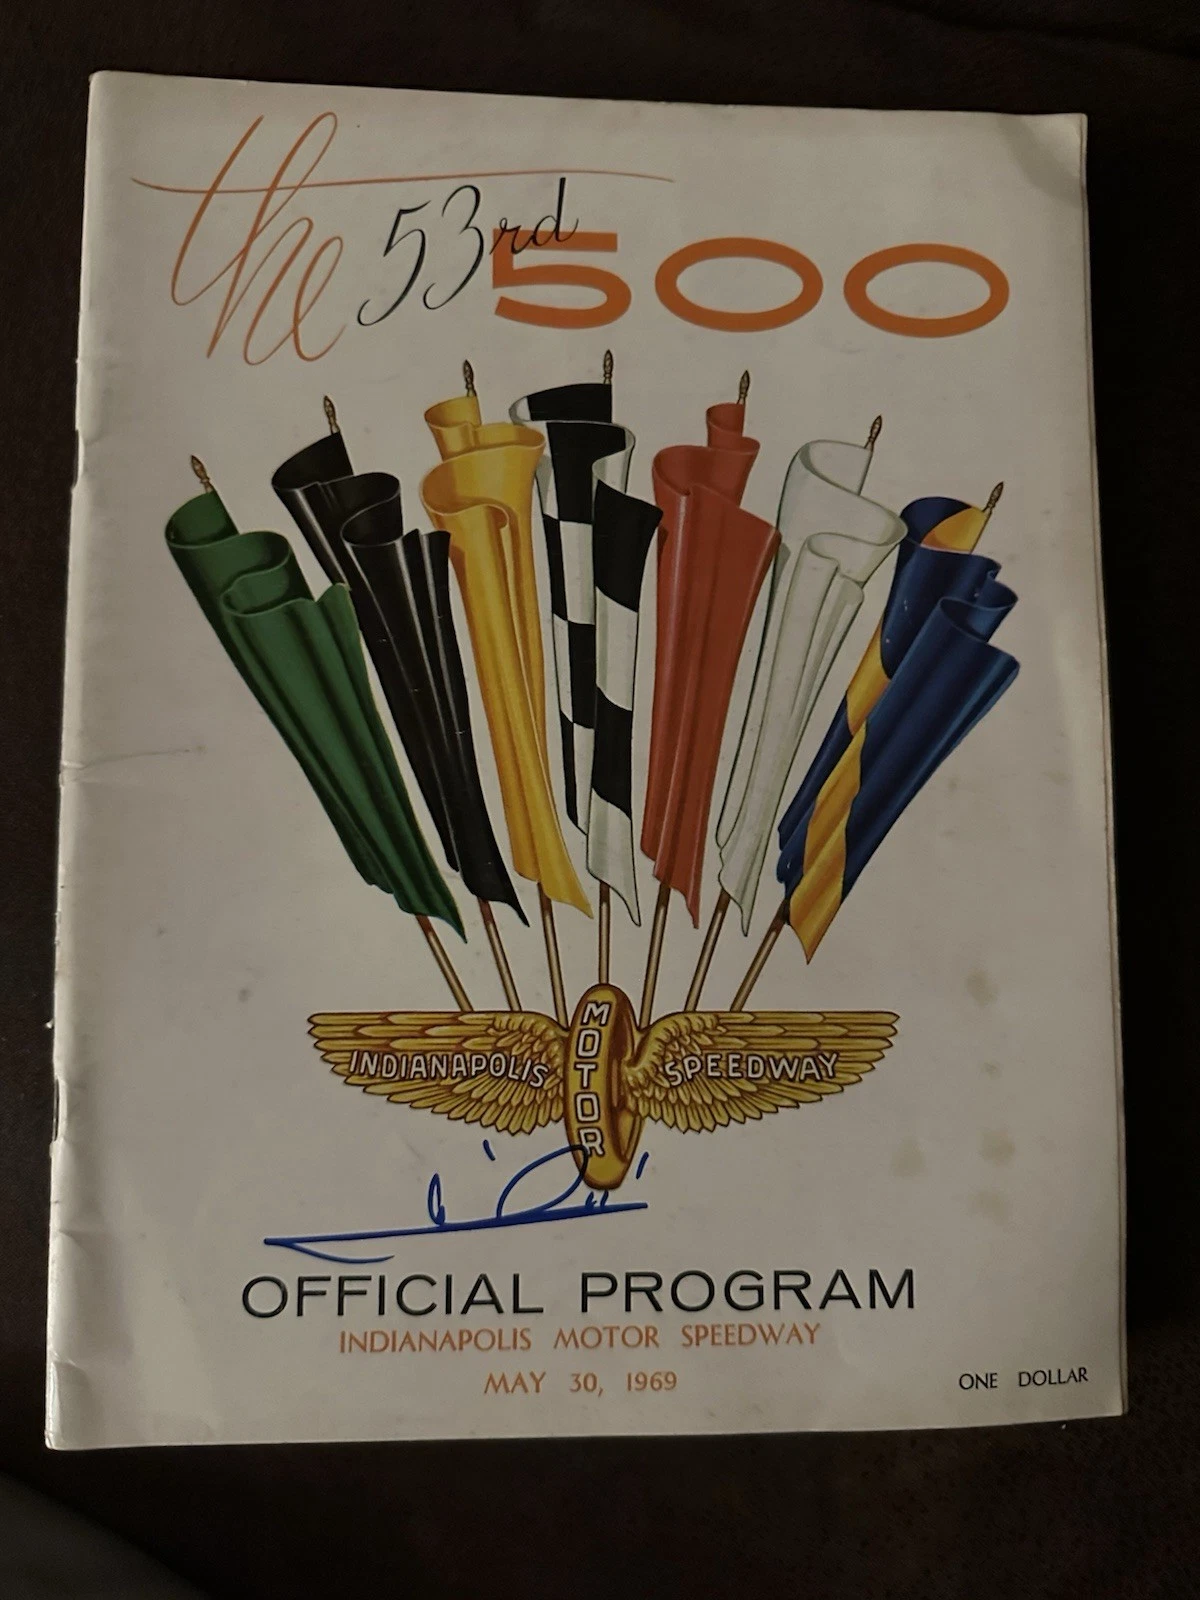 the 53rd 500
INDIANAPOLIS MOTOR SPEEDWAY
OFFICIAL PROGRAM
INDIANAPOLIS MOTOR SPEEDWAY
MAY 30, 1969
ONE DOLLAR